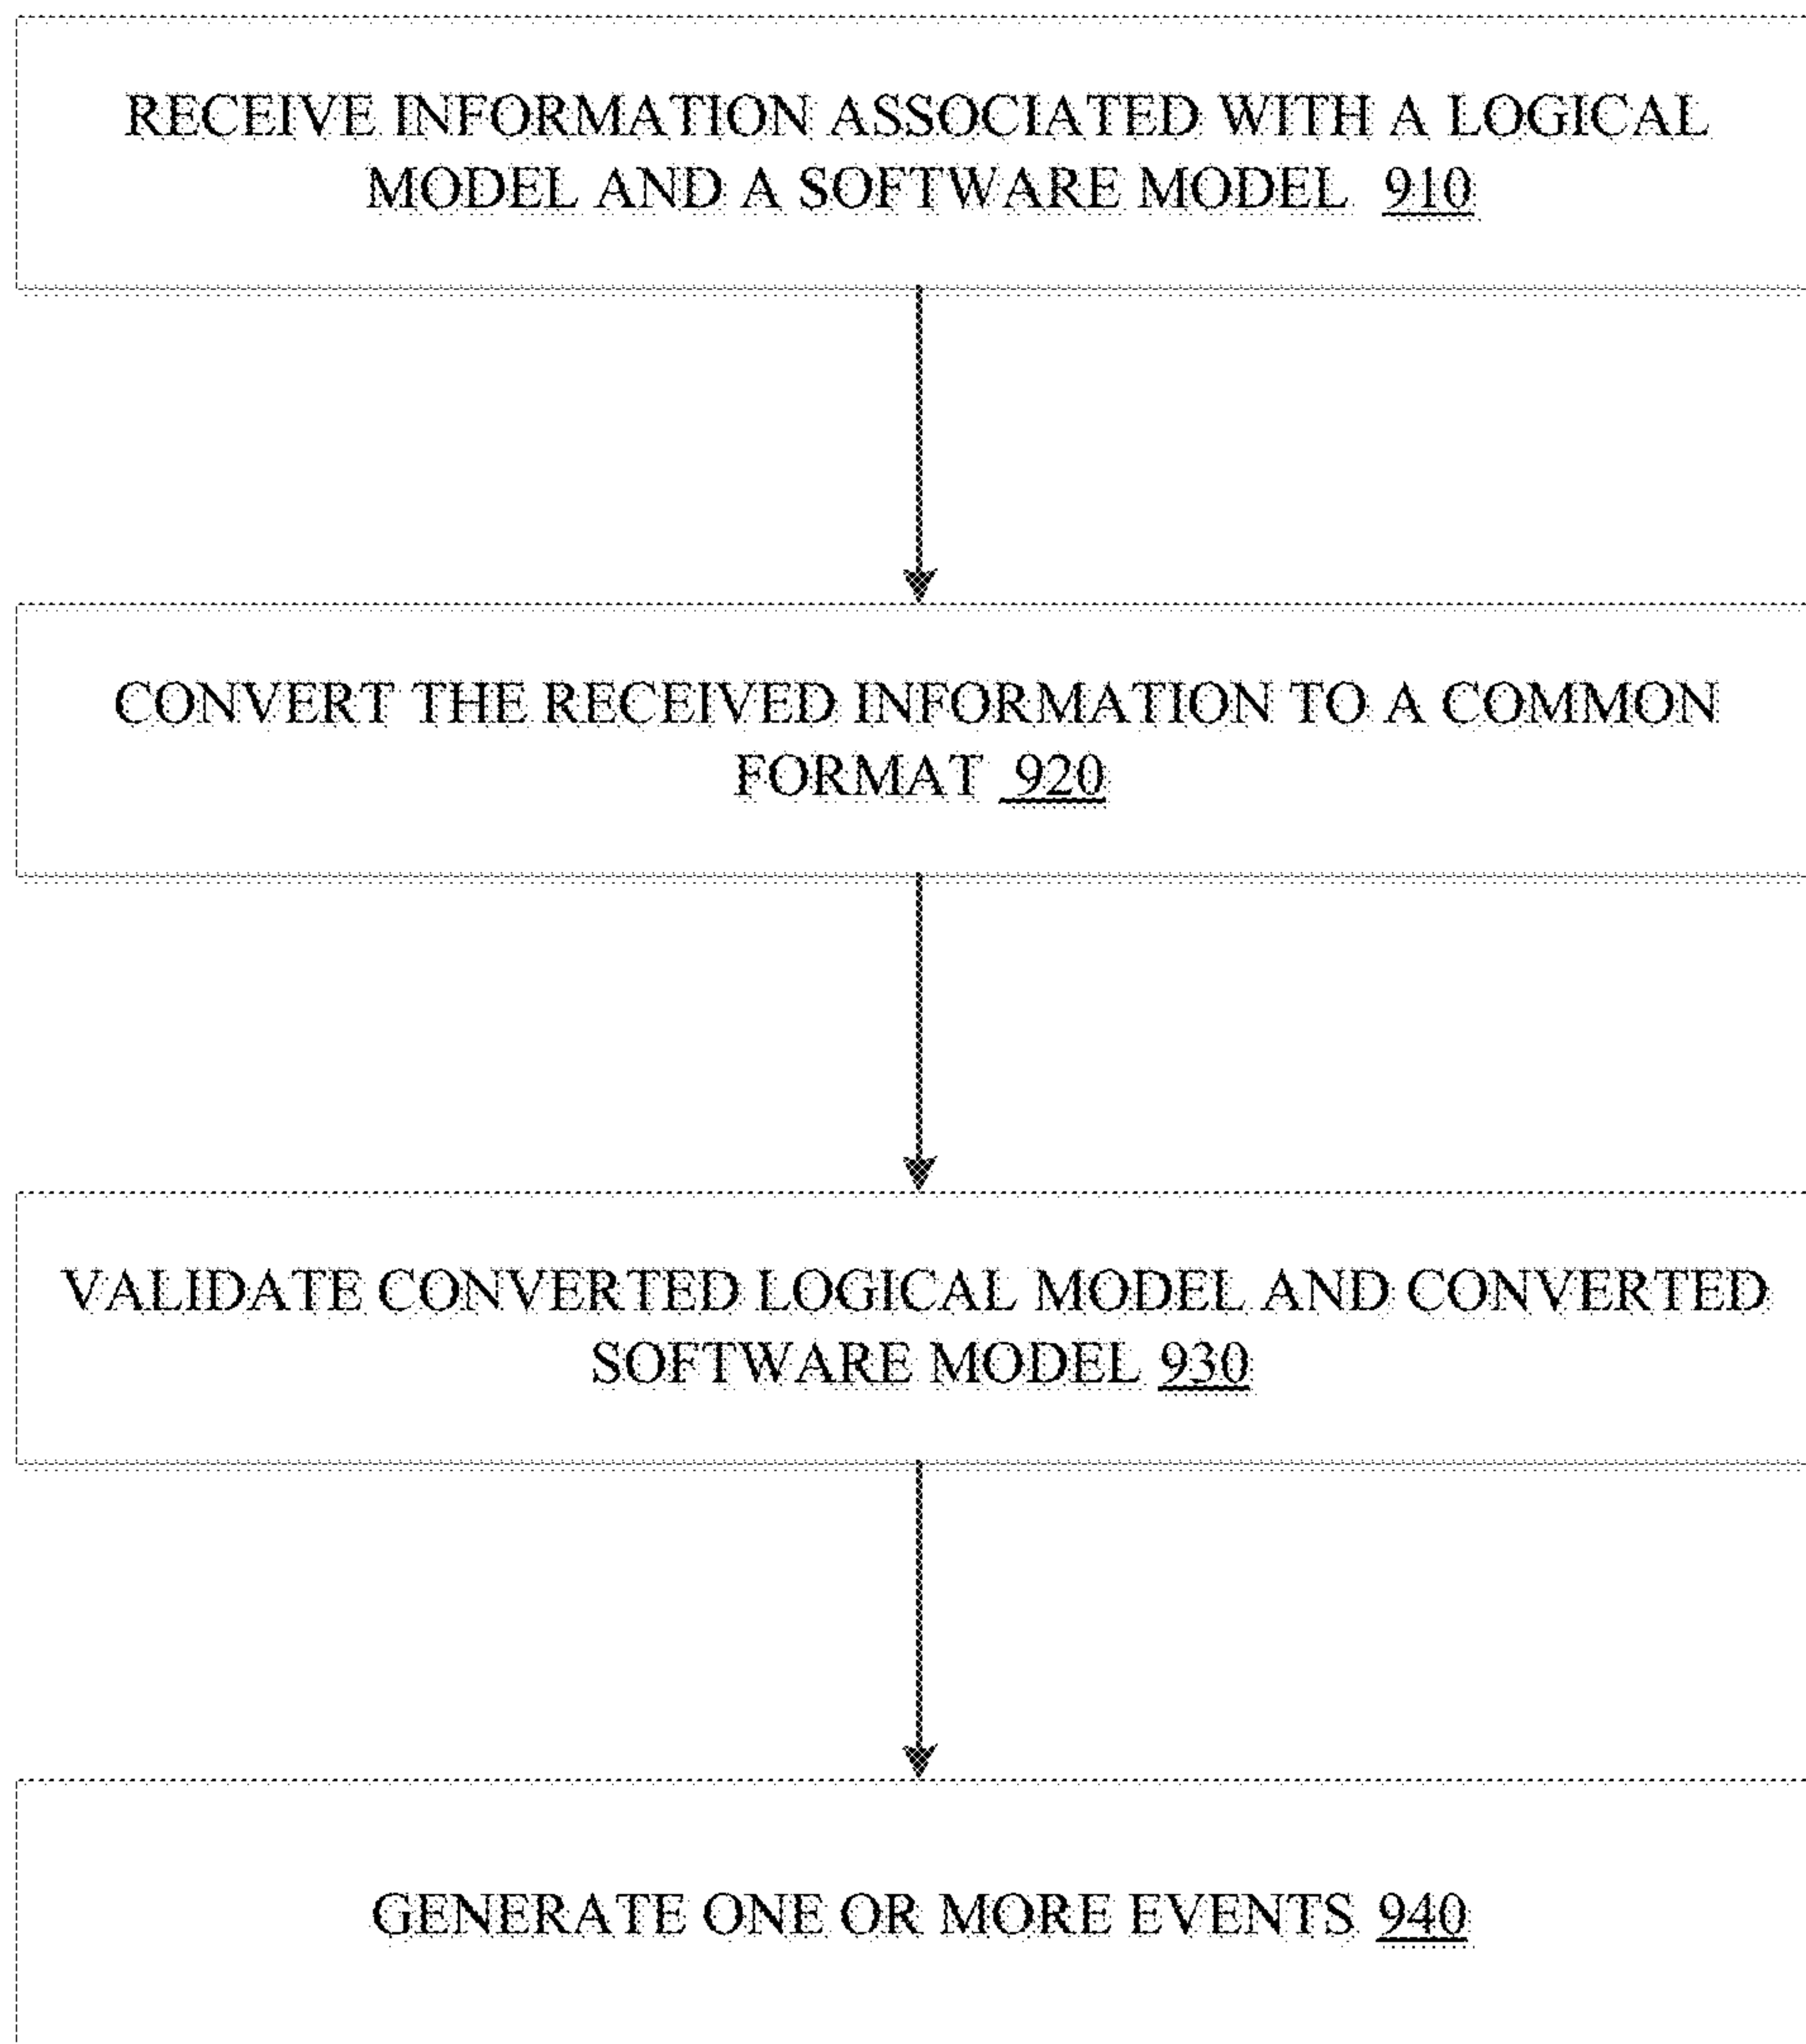 RECEIVE INFORMATION ASSOCIATED WITH A LOGICAL
MODEL AND A SOFTWARE MODEL 910
CONVERT THE RECEIVED INFORMATION TO A COMMON
FORMAT 920
VALIDATE CONVERTED LOGICAL MODEL AND CONVERTED
SOFTWARE MODEL 930
GENERATE ONE OR MORE EVENTS 940